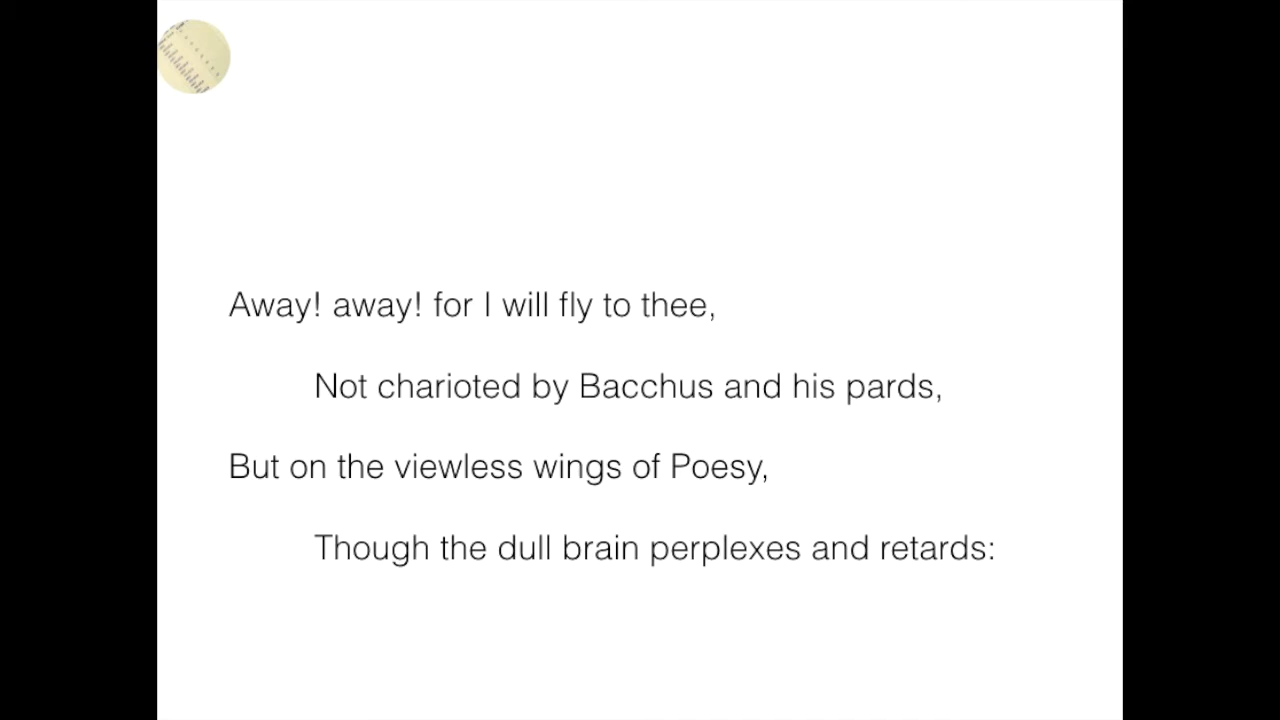 Away! away! for I will fly to thee,
Not charioted by Bacchus and his pards,
But on the viewless wings of Poesy,
Though the dull brain perplexes and retards: